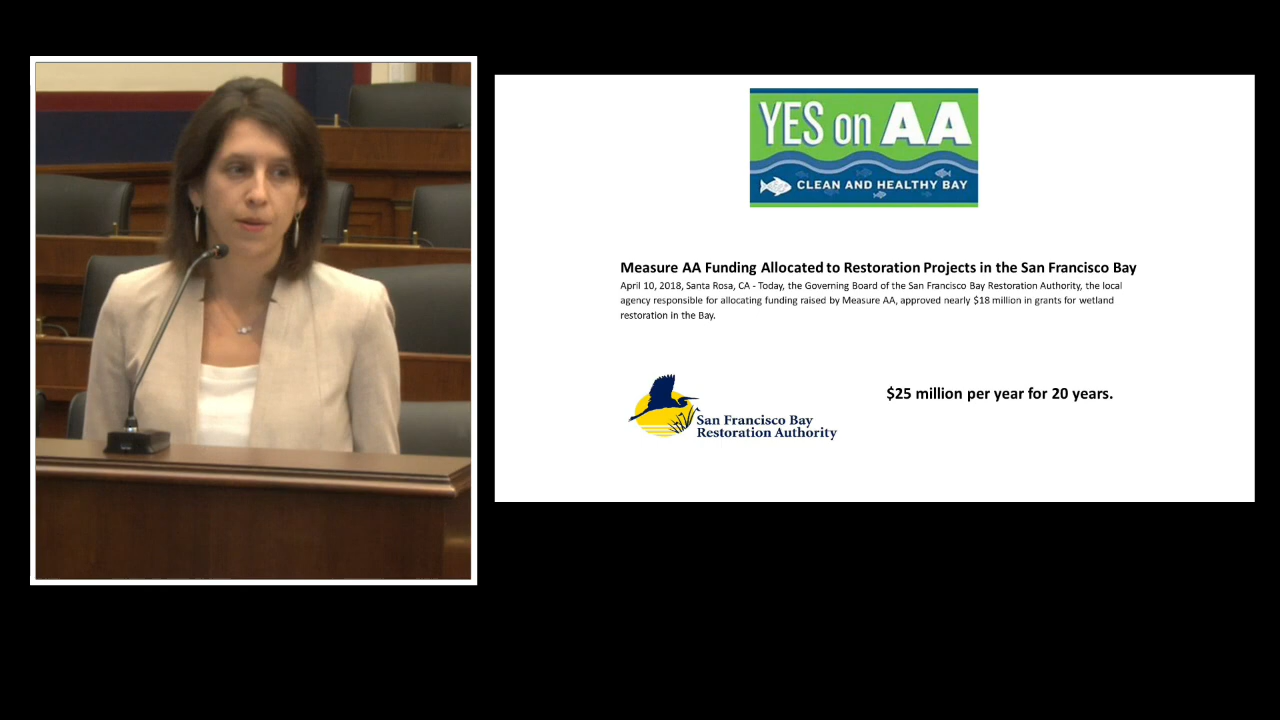 YES on AA
CLEAN AND HEALTHY BAY
Measure AA Funding Allocated to Restoration Projects in the San Francisco Bay
April 10, 2018, Santa Rosa, CA - Today, the Governing Board of the San Francisco Bay Restoration Authority, the local
agency responsible for allocating funding raised by Measure AA, approved nearly $18 million in grants for wetland
restoration in the Bay.
$25 million per year for 20 years.
San Francisco Bay
Restoration Authority